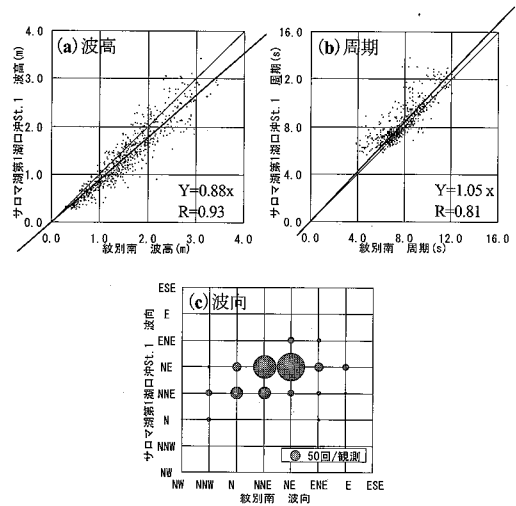 (a)波高
サロマ湖第1湖口沖St.1 波高(m)
4.0
3.0
2.0
1.0
0.0
Y=0.88x
R=0.93
0.0 1.0 2.0 3.0 4.0
紋別南 波高(m)
(b)周期
サロマ湖第1湖口沖St.1 周期(s)
16.0
12.0
8.0
4.0
0.0
Y=1.05 x
R=0.81
0.0 4.0 8.0 12.0 16.0
紋別南 周期(s)
(c)波向
サロマ湖第1湖口沖St.1 波向
ESE
E
ENE
NE
NNE
N
NNW
NW
50回/観測
NW NNW N NNE NE ENE E ESE
紋別南 波向